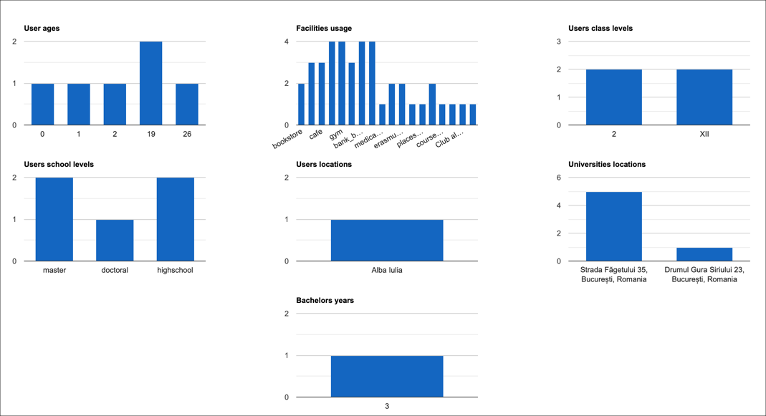 User ages
2
1
0
0 1 2 19 26
Facilities usage
4
2
0
bookstore cafe gym bank_b... medica... erasmu... places... course... Club al...
Users class levels
3
2
1
0
2 XII
Users school levels
2
1
0
master doctoral highschool
Users locations
2
1
0
Alba Iulia
Universities locations
6
4
2
0
Strada Făgetului 35, Drumul Gura Siriului 23,
București, Romania București, Romania
Bachelors years
2
1
0
3